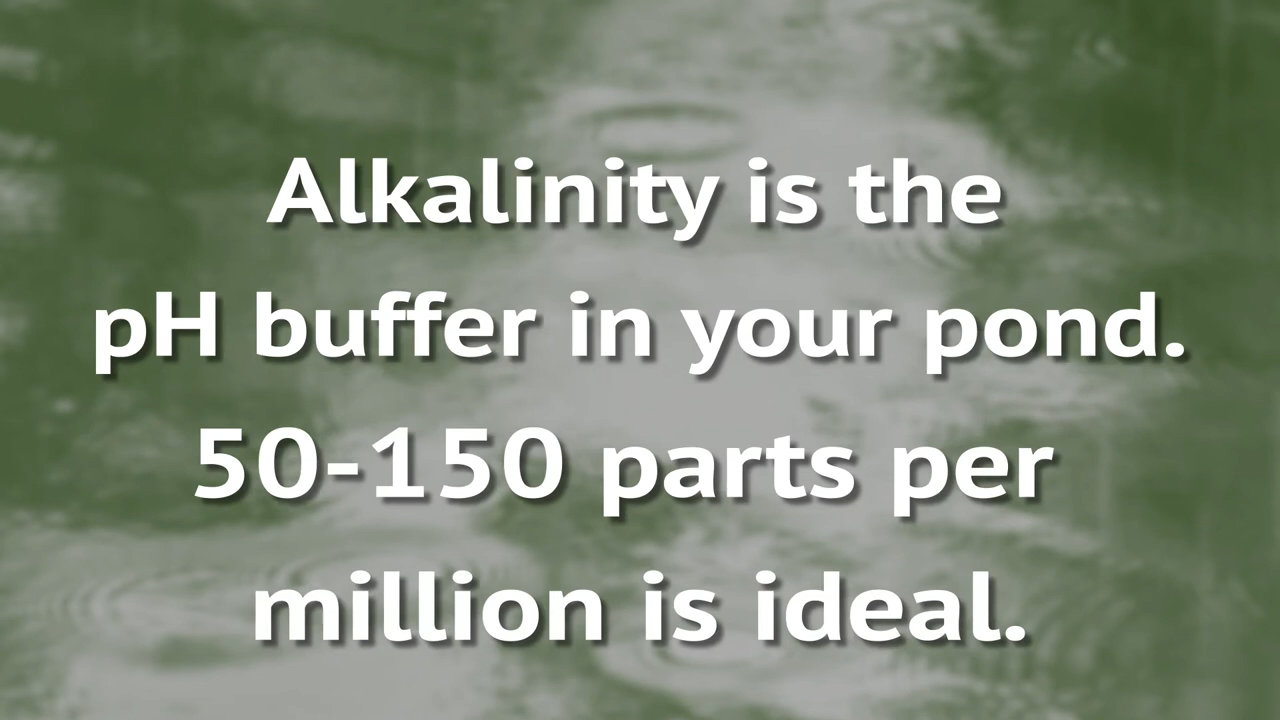 Alkalinity is the
pH buffer in your pond.
50-150 parts per
million is ideal.